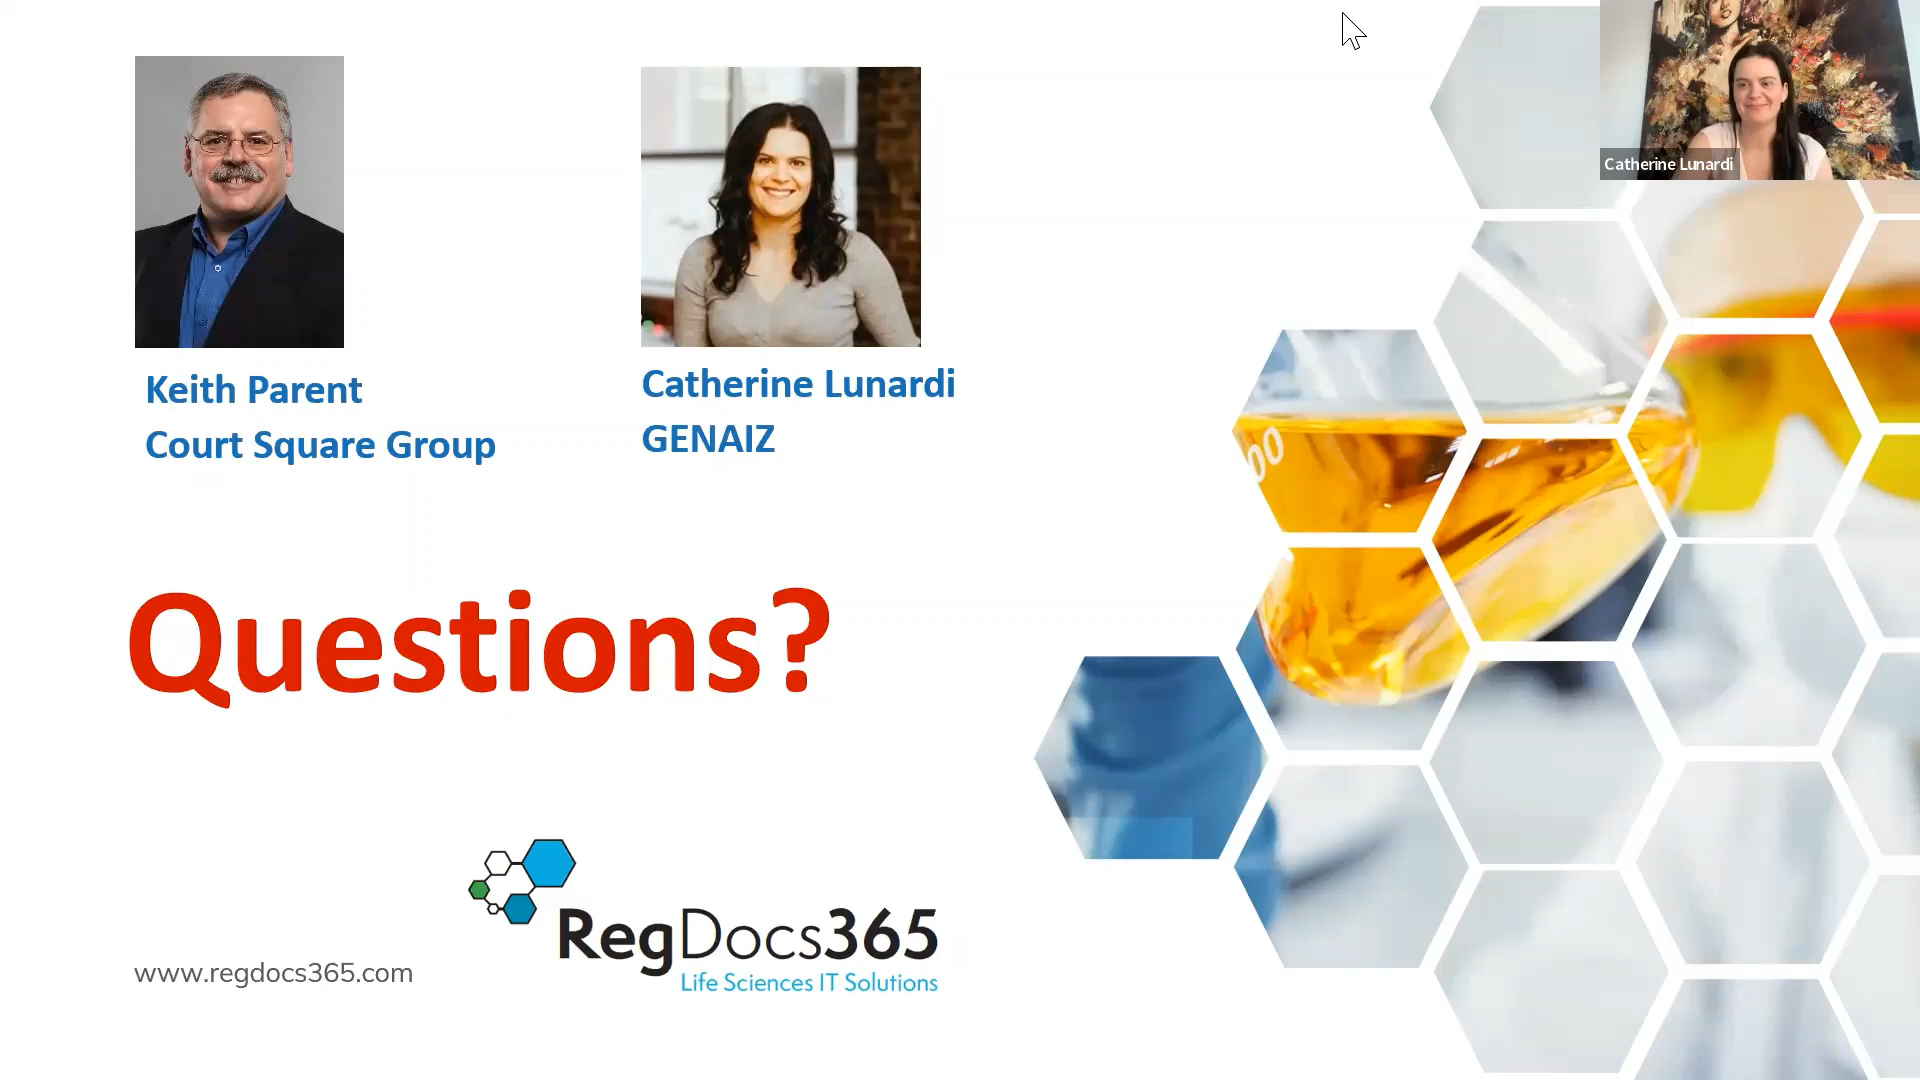 Catherine Lunardi
Keith Parent
Court Square Group
Catherine Lunardi
GENAIZ
00
Questions?
RegDocs365
Life Sciences IT Solutions
www.regdocs365.com